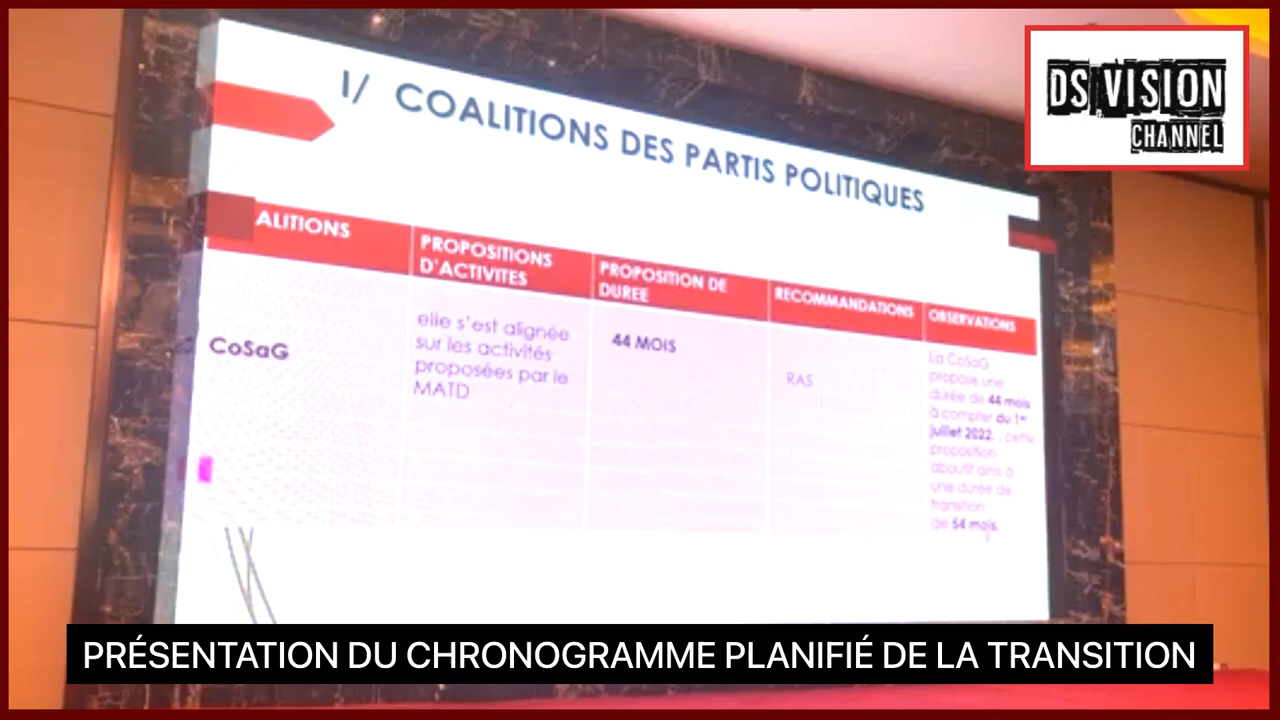 DS VISION
CHANNEL
I/ COALITIONS DES PARTIS POLITIQUES
ALITIONS
PROPOSITIONS
D'ACTIVITES
PROPOSITION DE
DUREE
RECOMMANDATIONS
OBSERVATIONS
CoSaG
elle s'est alignée
sur les activités
proposées par le
MATD
44 MOIS
RAS
La CoSaG
propose une
durée de 44 mois
à compter du 1er
juillet 2022, cette
proposition
aboutit ains à
une durée de
transition
de 54 mois.
PRÉSENTATION DU CHRONOGRAMME PLANIFIÉ DE LA TRANSITION